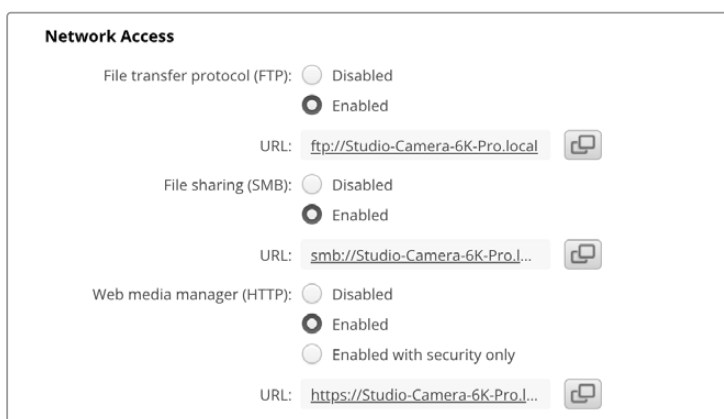 Network Access
File transfer protocol (FTP): Disabled
Enabled
URL: ftp://Studio-Camera-6K-Pro.local
File sharing (SMB): Disabled
Enabled
URL: smb://Studio-Camera-6K-Pro.l...
Web media manager (HTTP): Disabled
Enabled
Enabled with security only
URL: https://Studio-Camera-6K-Pro.l...